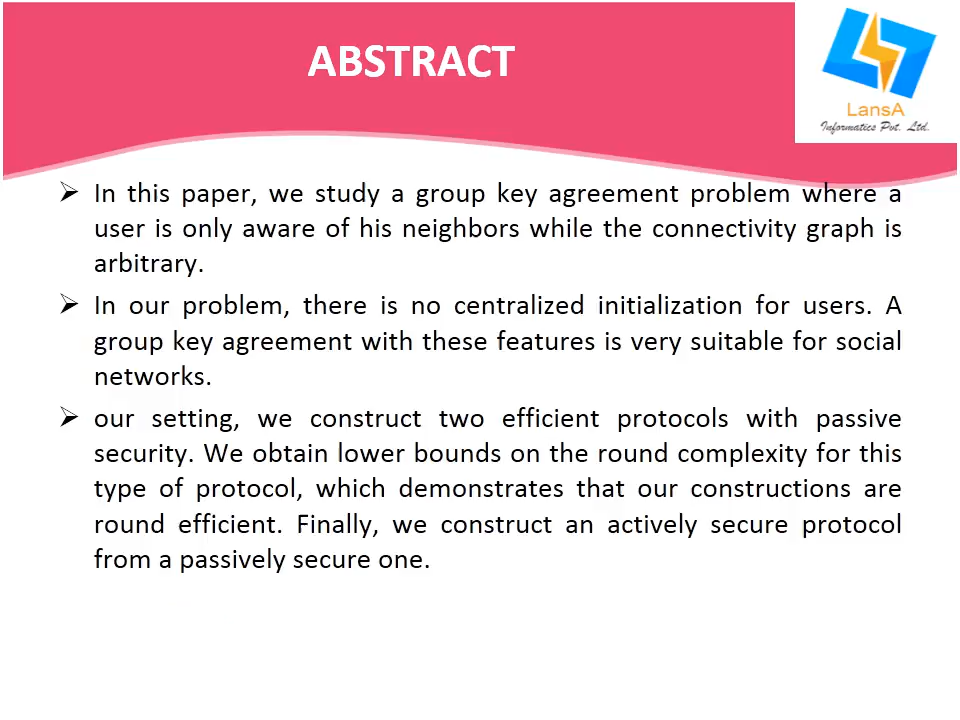 ABSTRACT
LansA
Informatics Pvt. Ltd.
➢ In this paper, we study a group key agreement problem where a
user is only aware of his neighbors while the connectivity graph is
arbitrary.
➢ In our problem, there is no centralized initialization for users. A
group key agreement with these features is very suitable for social
networks.
➢ our setting, we construct two efficient protocols with passive
security. We obtain lower bounds on the round complexity for this
type of protocol, which demonstrates that our constructions are
round efficient. Finally, we construct an actively secure protocol
from a passively secure one.